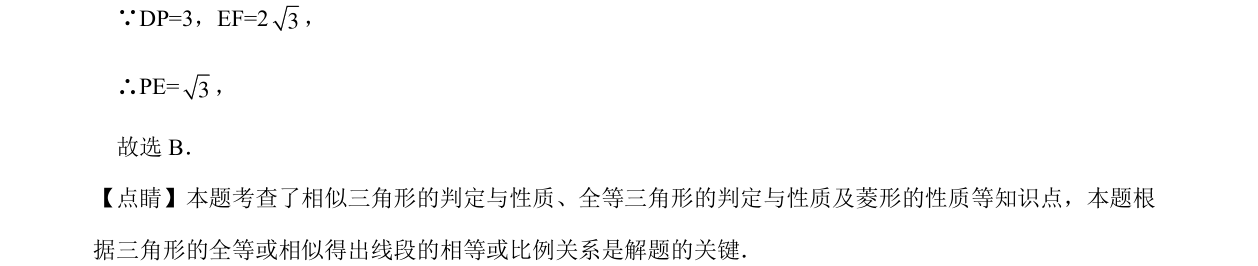 ∵DP=3，EF=2√3，
∴PE=√3，
故选 B．
【点睛】本题考查了相似三角形的判定与性质、全等三角形的判定与性质及菱形的性质等知识点，本题根
据三角形的全等或相似得出线段的相等或比例关系是解题的关键．